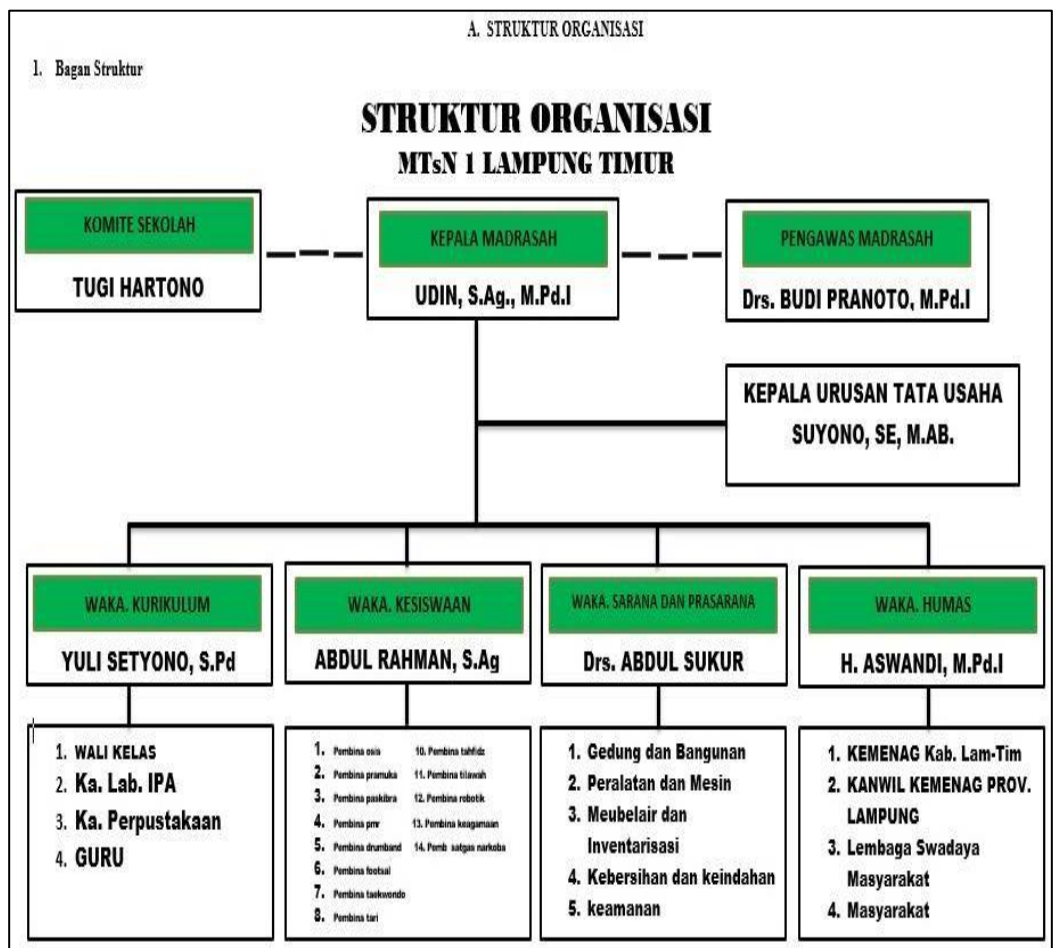 A. STRUKTUR ORGANISASI
1. Bagan Struktur
STRUKTUR ORGANISASI
MTsN 1 LAMPUNG TIMUR
KOMITE SEKOLAH
TUGI HARTONO
KEPALA MADRASAH
UDIN, S.Ag., M.Pd.I
PENGAWAS MADRASAH
Drs. BUDI PRANOTO, M.Pd.I
KEPALA URUSAN TATA USAHA
SUYONO, SE, M.AB.
WAKA. KURIKULUM
YULI SETYONO, S.Pd
WAKA. KESISWAAN
ABDUL RAHMAN, S.Ag
WAKA. SARANA DAN PRASARANA
Drs. ABDUL SUKUR
WAKA. HUMAS
H. ASWANDI, M.Pd.I
1. WALI KELAS
2. Ka. Lab. IPA
3. Ka. Perpustakaan
4. GURU
1. Pembina osis
2. Pembina pramuka
3. Pembina paskibra
4. Pembina pmr
5. Pembina drumband
6. Pembina footsal
7. Pembina taekwondo
8. Pembina tari
10. Pembina tahfidz
11. Pembina tilawah
12. Pembina robotik
13. Pembina keagamaan
14. Pemb satgas narkoba
1. Gedung dan Bangunan
2. Peralatan dan Mesin
3. Meubelair dan
Inventarisasi
4. Kebersihan dan keindahan
5. keamanan
1. KEMENAG Kab. Lam-Tim
2. KANWIL KEMENAG PROV.
LAMPUNG
3. Lembaga Swadaya
Masyarakat
4. Masyarakat